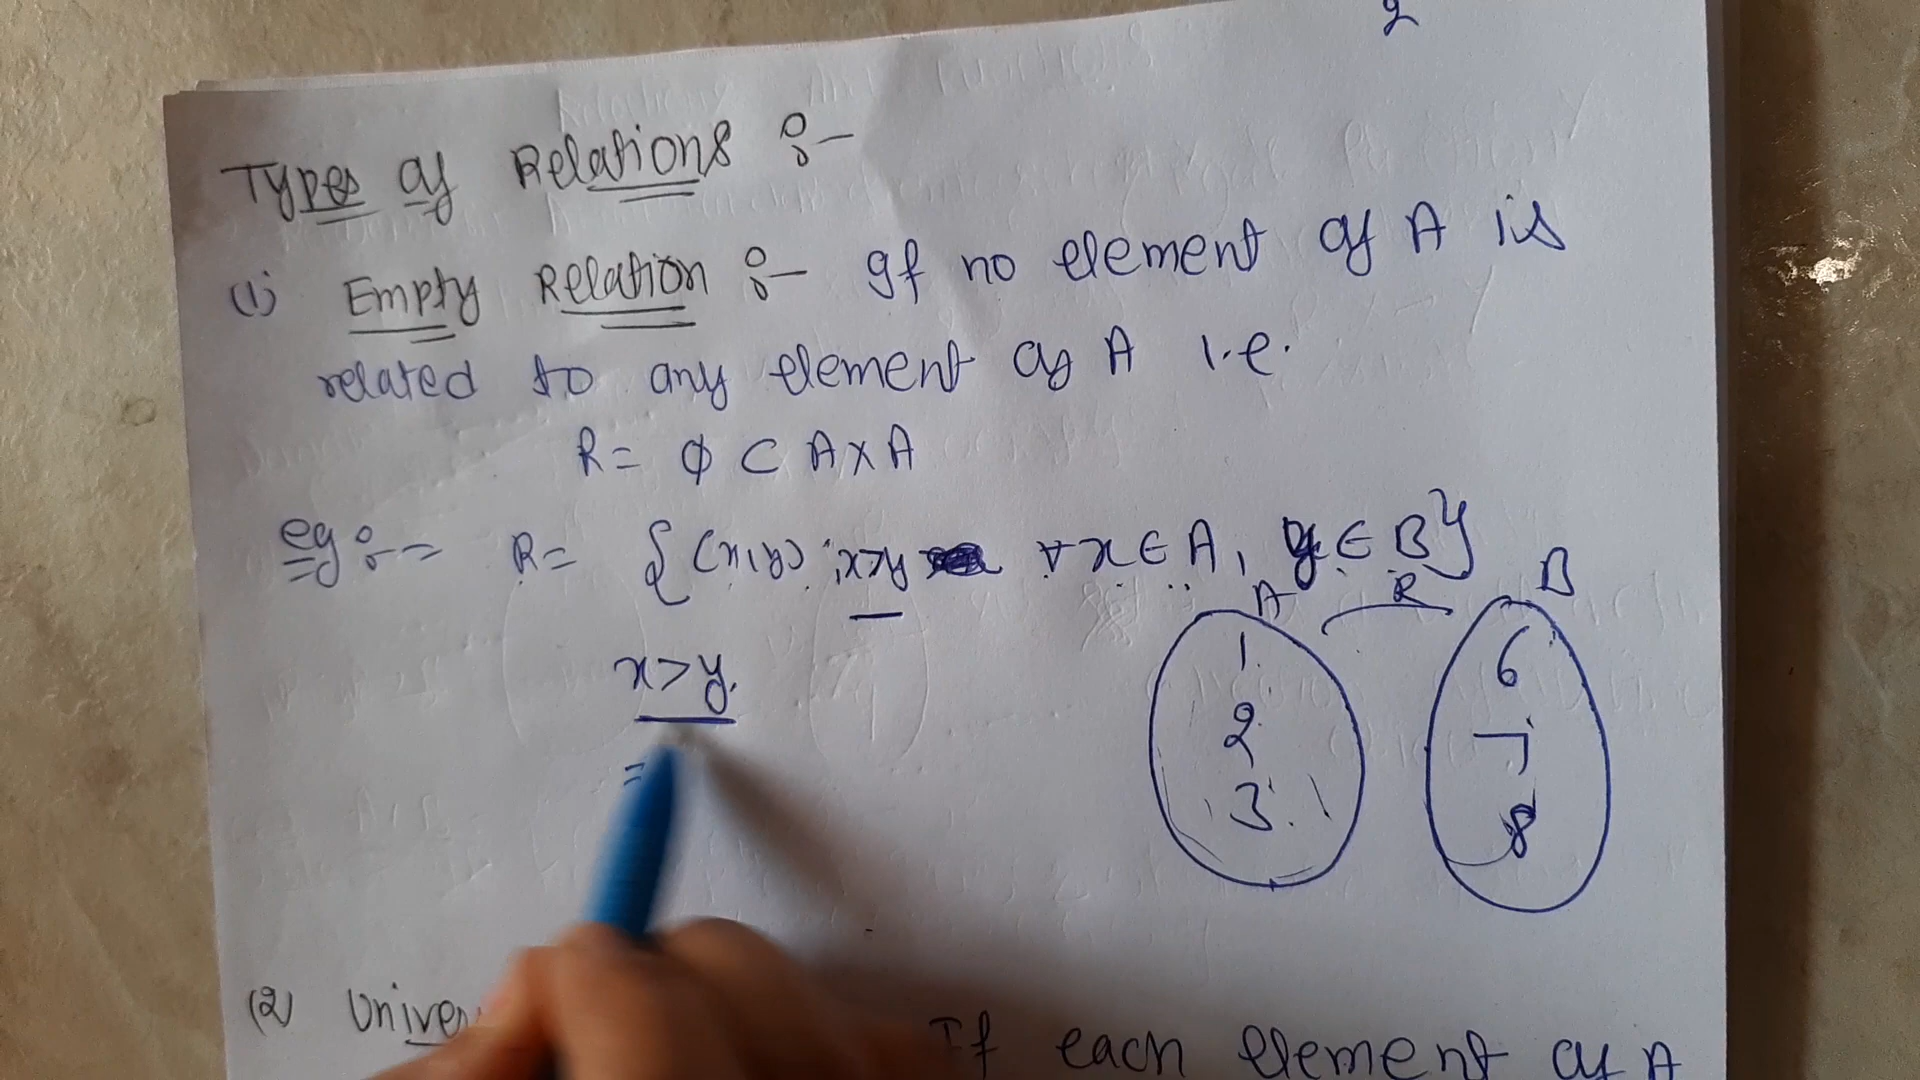 2
Types of Relations :-
(1) Empty Relation :- If no element of A is
related to any element of A i.e.
R = ϕ ⊂ A × A
eg :- R = {(x,y) : x>y ∀ x ∈ A, y ∈ B}
A R B
x>y.
1 6
2 7
3 8
=
(2) Univer
If each element of A